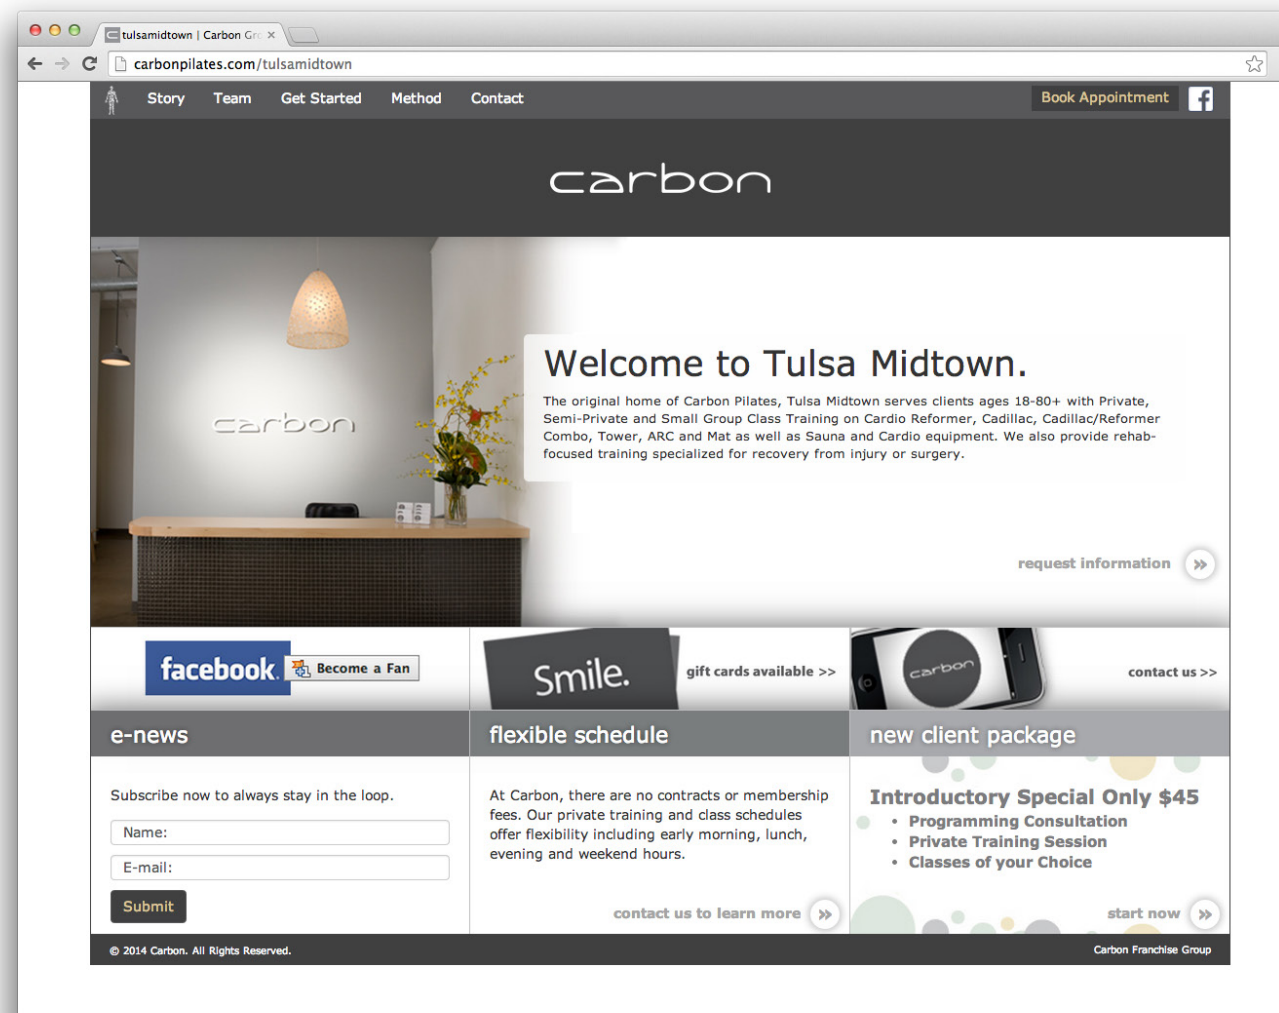 tulsamidtown | Carbon Gr
carbonpilates.com/tulsamidtown
Story Team Get Started Method Contact Book Appointment
carbon
carbon
Welcome to Tulsa Midtown.
The original home of Carbon Pilates, Tulsa Midtown serves clients ages 18-80+ with Private,
Semi-Private and Small Group Class Training on Cardio Reformer, Cadillac, Cadillac/Reformer
Combo, Tower, ARC and Mat as well as Sauna and Cardio equipment. We also provide rehab-
focused training specialized for recovery from injury or surgery.
request information
facebook. Become a Fan
Smile. gift cards available >>
carbon contact us >>
e-news
Subscribe now to always stay in the loop.
Name:
E-mail:
Submit
flexible schedule
At Carbon, there are no contracts or membership
fees. Our private training and class schedules
offer flexibility including early morning, lunch,
evening and weekend hours.
contact us to learn more
new client package
Introductory Special Only $45
• Programming Consultation
• Private Training Session
• Classes of your Choice
start now
© 2014 Carbon. All Rights Reserved. Carbon Franchise Group